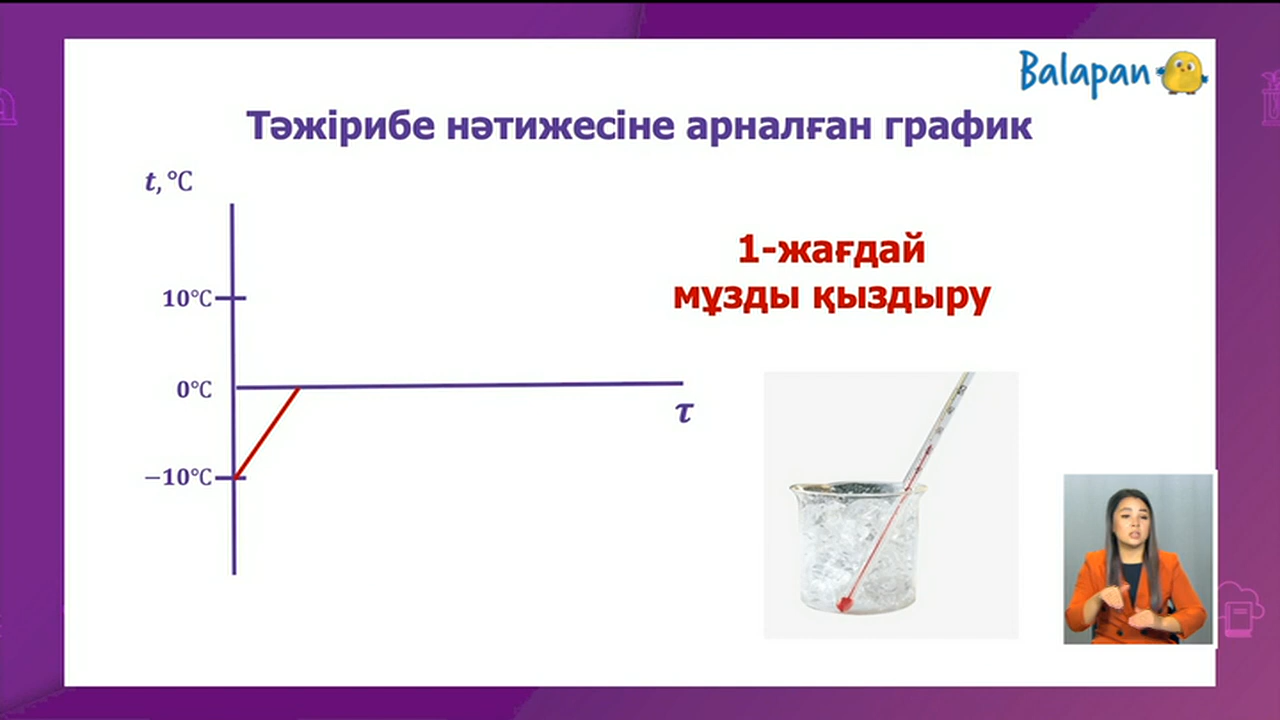 Balapan
Тәжірибе нәтижесіне арналған график
t,°C
10°C
0°C
−10°C
τ
1-жағдай
мұзды қыздыру